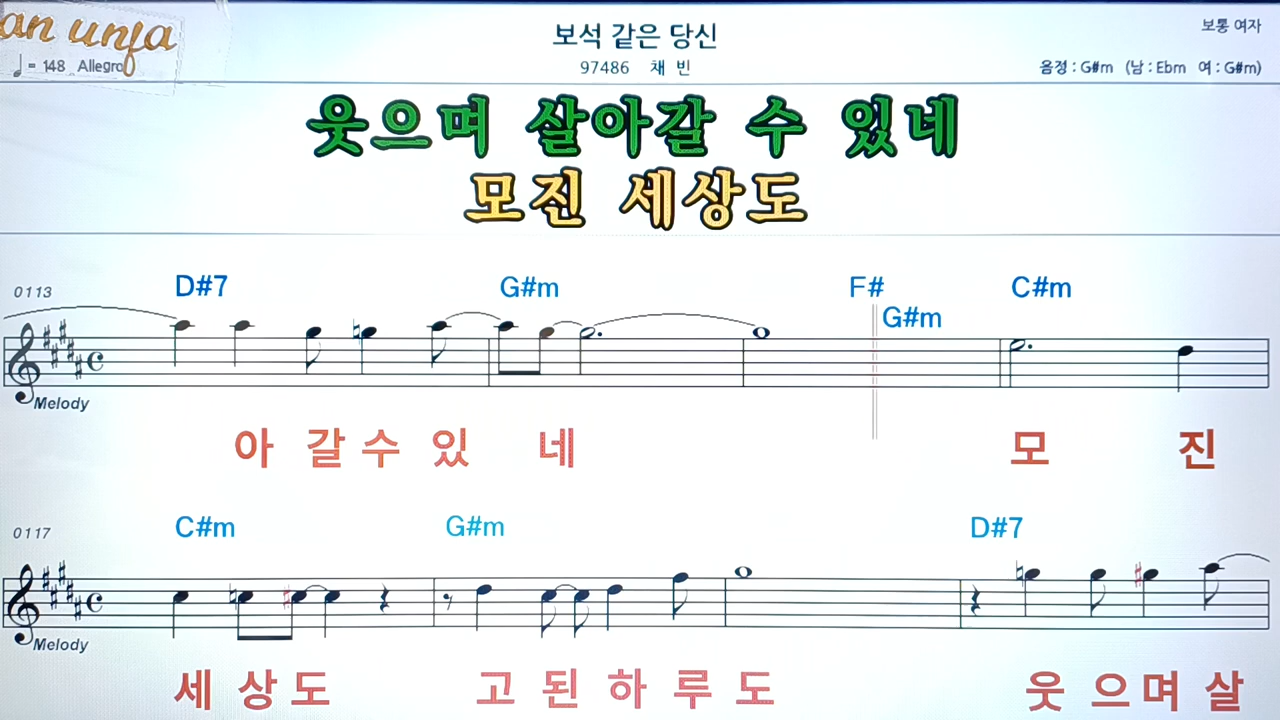 an unfa
보석 같은 당신
보통 여자
♩= 148 Allegro
97486 채 빈
음정 : G#m (남 : Ebm 여 : G#m)
웃으며 살아갈 수 있네
모진 세상도
0113
D#7 G#m F# G#m C#m
Melody
아 갈 수 있 네 모 진
0117
C#m G#m D#7
Melody
세 상 도 고 된 하 루 도 웃 으 며 살